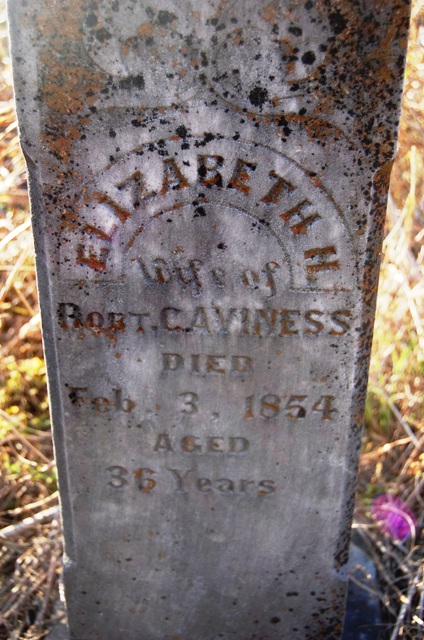 ELIZABETH H.
Wife of
ROBT. CAVINESS
DIED
Feb. 3, 1854
AGED
36 Years